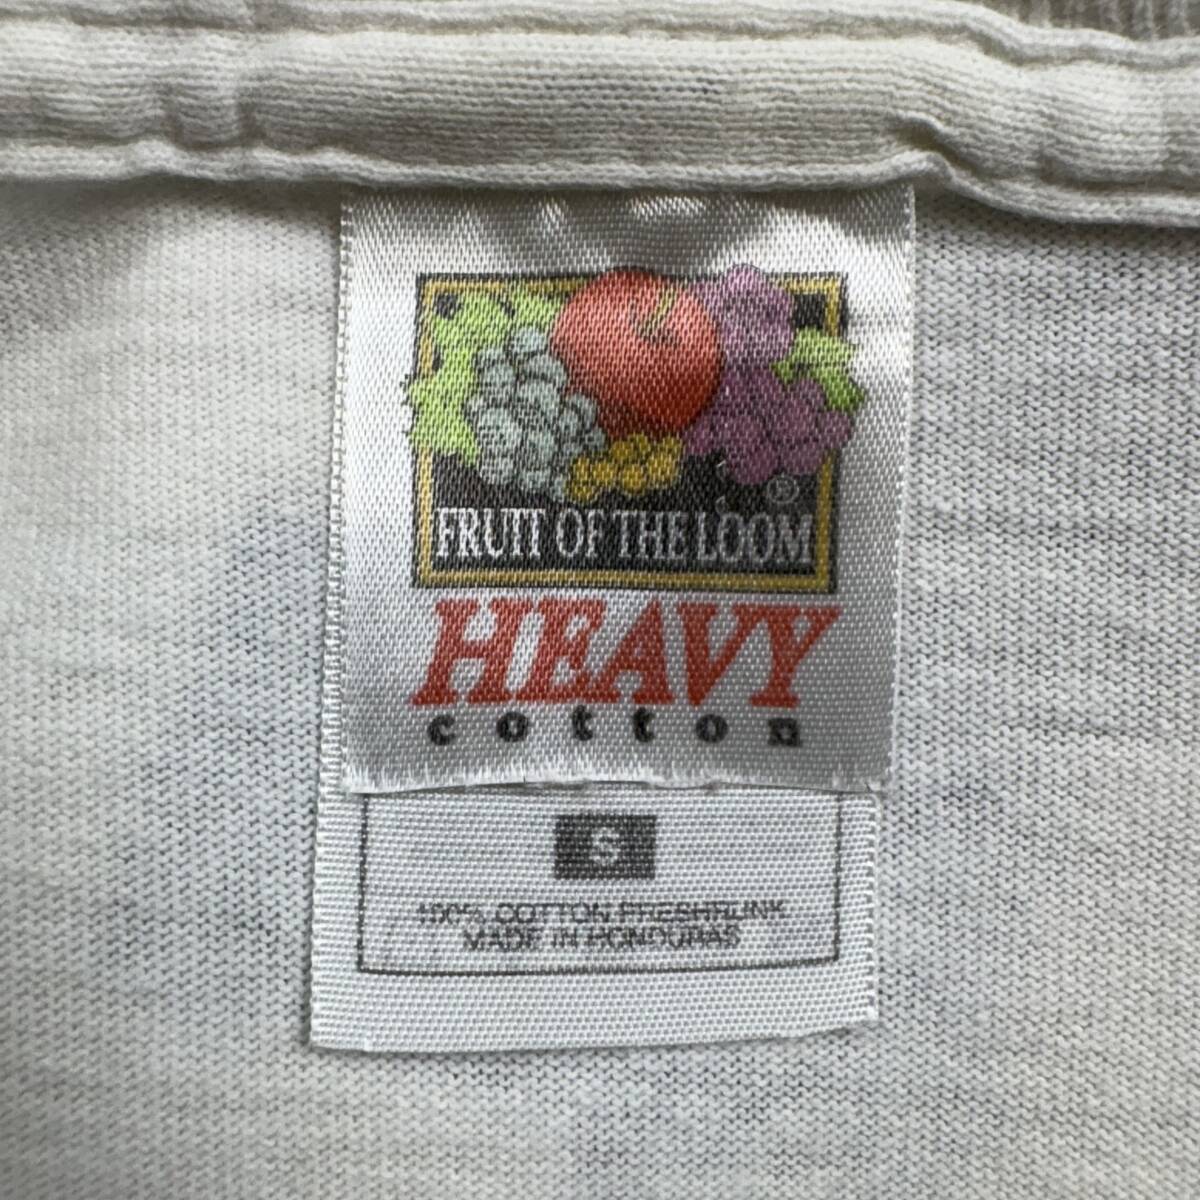 ®
FRUIT OF THE LOOM
HEAVY
cotton
S
100% COTTON PRESHRUNK
MADE IN HONDURAS